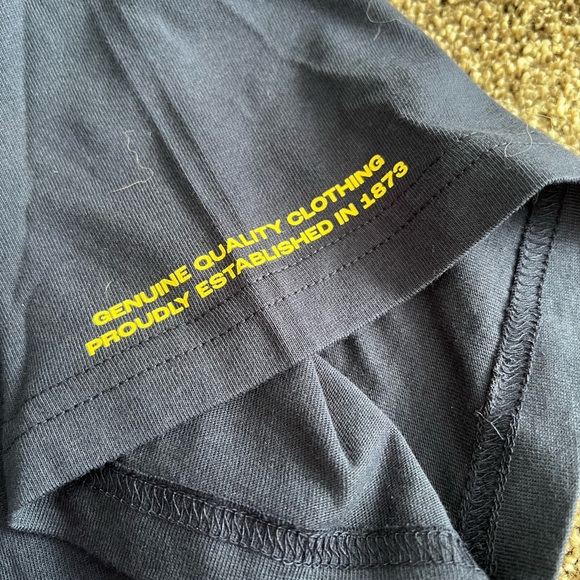 GENUINE QUALITY CLOTHING
PROUDLY ESTABLISHED IN 1873